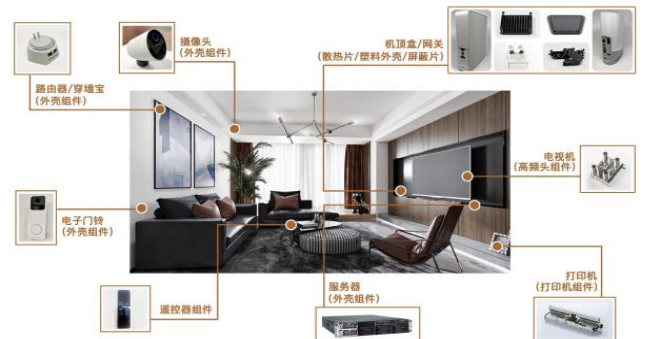 摄像头
(外壳组件)
机顶盒/网关
(散热片/塑料外壳/屏蔽片)
路由器/穿墙宝
(外壳组件)
电视机
(高频头组件)
电子门铃
(外壳组件)
打印机
(打印机组件)
服务器
(外壳组件)
遥控器组件